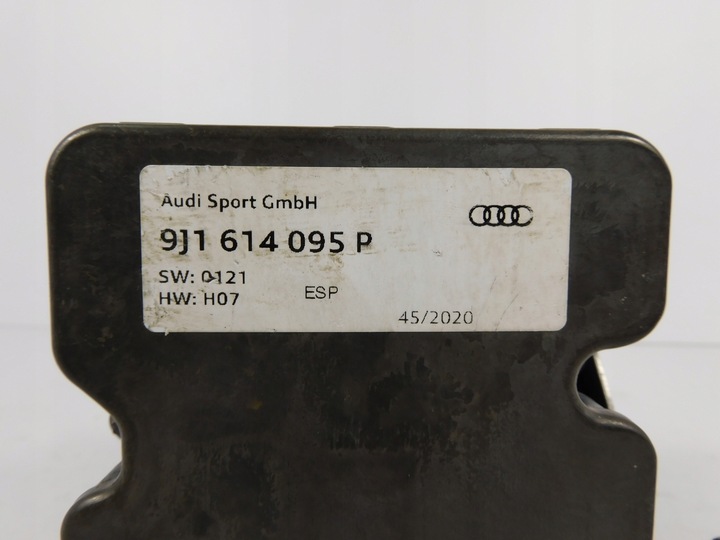 Audi Sport GmbH
9J1 614 095 P
SW: 0121
HW: H07
ESP
45/2020